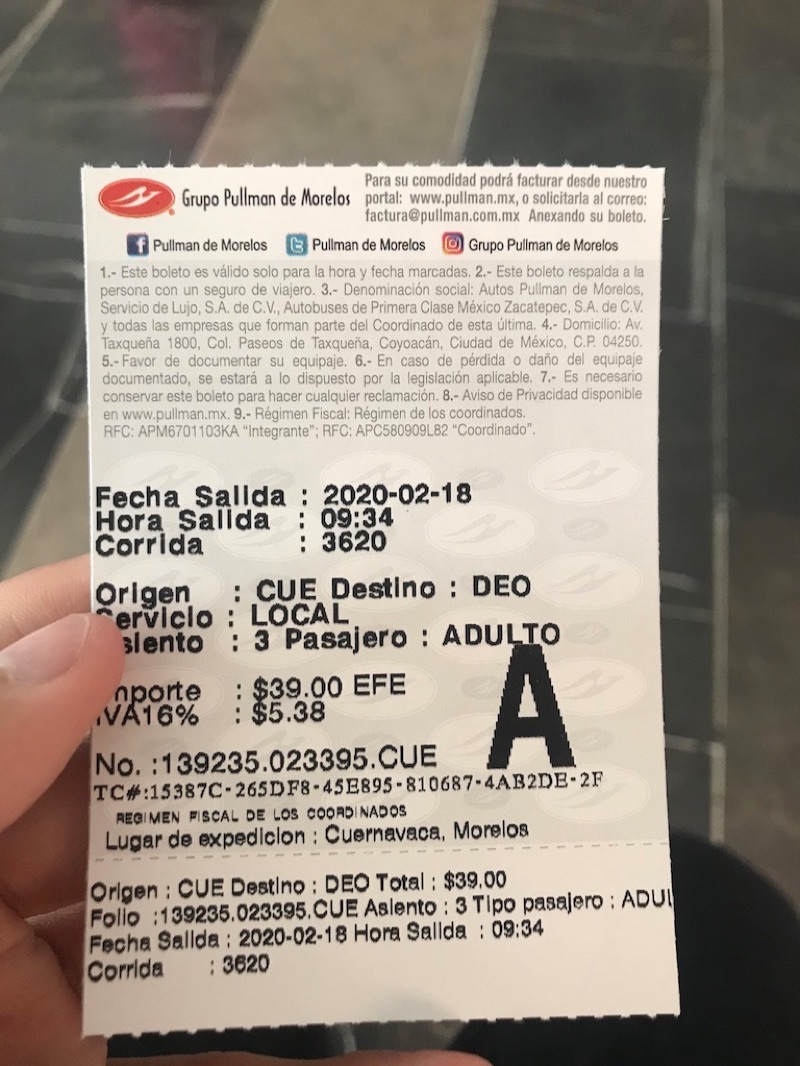 Grupo Pullman de Morelos
Para su comodidad podrá facturar desde nuestro
portal: www.pullman.mx, o solicitarla al correo:
factura@pullman.com.mx Anexando su boleto.
Pullman de Morelos Pullman de Morelos Grupo Pullman de Morelos
1.- Este boleto es válido solo para la hora y fecha marcadas. 2.- Este boleto respalda a la
persona con un seguro de viajero. 3.- Denominación social: Autos Pullman de Morelos,
Servicio de Lujo, S.A. de C.V., Autobuses de Primera Clase México Zacatepec, S.A. de C.V.
y todas las empresas que forman parte del Coordinado de esta última. 4.- Domicilio: Av.
Taxqueña 1800, Col. Paseos de Taxqueña, Coyoacán, Ciudad de México, C.P. 04250.
5.- Favor de documentar su equipaje. 6.- En caso de pérdida o daño del equipaje
documentado, se estará a lo dispuesto por la legislación aplicable. 7.- Es necesario
conservar este boleto para hacer cualquier reclamación. 8.- Aviso de Privacidad disponible
en www.pullman.mx. 9.- Régimen Fiscal: Régimen de los coordinados.
RFC: APM6701103KA “Integrante”; RFC: APC580909L82 “Coordinado”.
Fecha Salida : 2020-02-18
Hora Salida : 09:34
Corrida : 3620
Origen : CUE Destino : DEO
Servicio : LOCAL
Asiento : 3 Pasajero : ADULTO
Importe : $39.00 EFE
IVA16% : $5.38
A
No. :139235.023395.CUE
TC#:15387C-265DF8-45E895-810687-4AB2DE-2F
REGIMEN FISCAL DE LOS COORDINADOS
Lugar de expedicion : Cuernavaca, Morelos
Origen : CUE Destino : DEO Total : $39.00
Folio :139235.023395.CUE Asiento : 3 Tipo pasajero : ADUL
Fecha Salida : 2020-02-18 Hora Salida : 09:34
Corrida : 3620